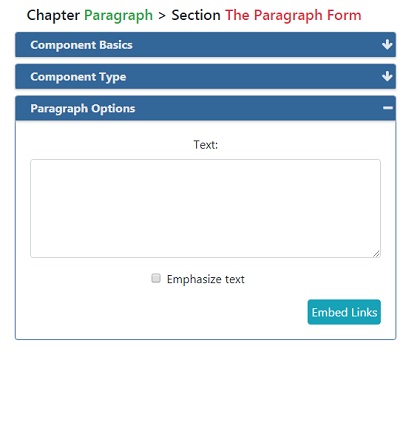 Chapter Paragraph > Section The Paragraph Form
Component Basics
Component Type
Paragraph Options
Text:
Emphasize text
Embed Links